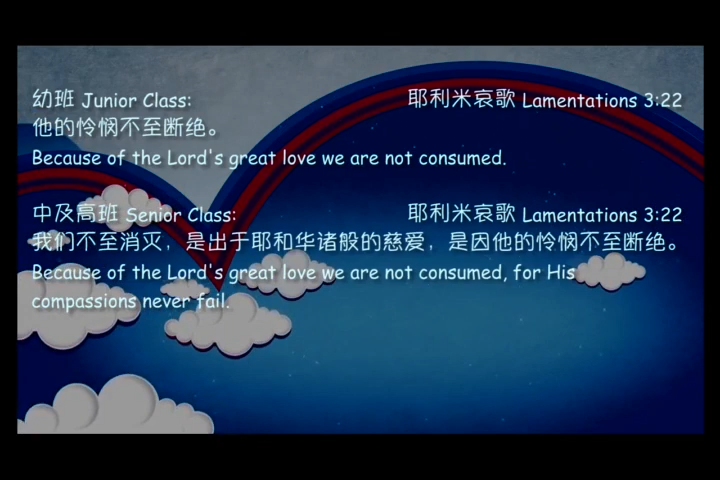 幼班 Junior Class: 耶利米哀歌 Lamentations 3:22
他的怜悯不至断绝。
Because of the Lord's great love we are not consumed.
中及高班 Senior Class: 耶利米哀歌 Lamentations 3:22
我们不至消灭，是出于耶和华诸般的慈爱，是因他的怜悯不至断绝。
Because of the Lord's great love we are not consumed, for His
compassions never fail.